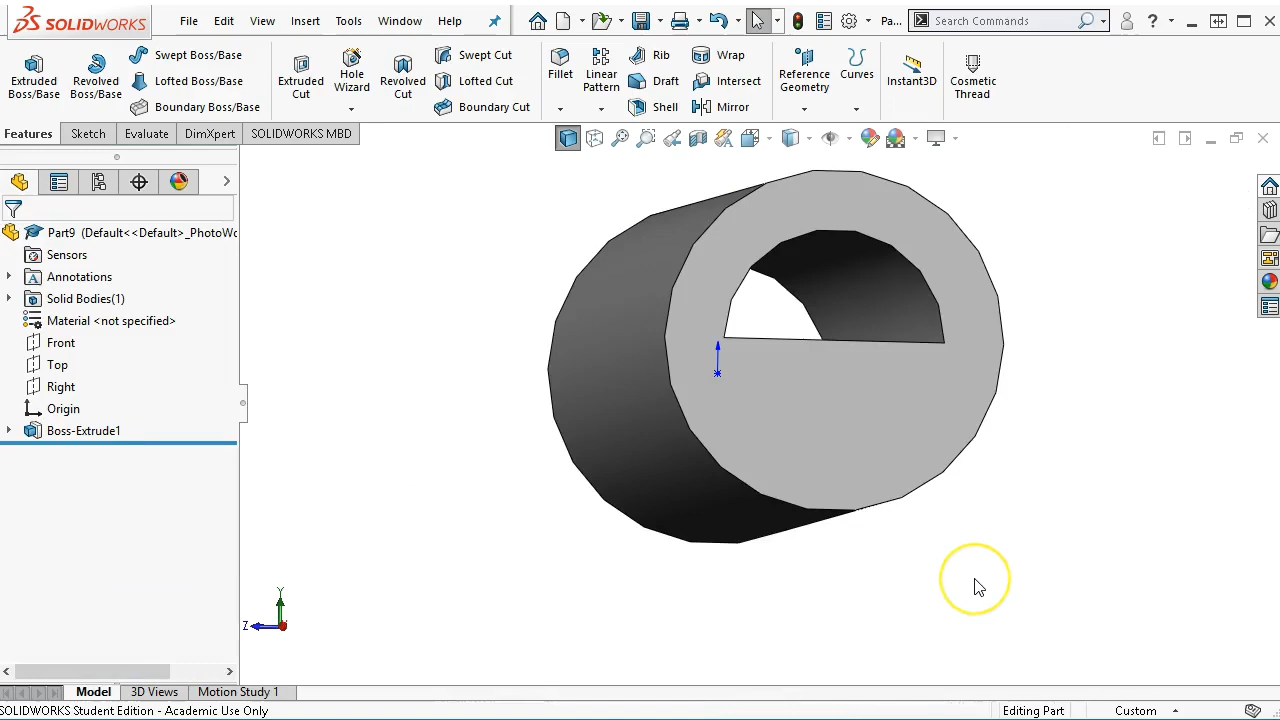 SOLIDWORKS File Edit View Insert Tools Window Help Pa... Search Commands ?
Extruded Boss/Base
Revolved Boss/Base
Swept Boss/Base
Lofted Boss/Base
Boundary Boss/Base
Extruded Cut
Hole Wizard
Revolved Cut
Swept Cut
Lofted Cut
Boundary Cut
Fillet
Linear Pattern
Rib
Draft
Shell
Wrap
Intersect
Mirror
Reference Geometry
Curves
Instant3D
Cosmetic Thread
Features Sketch Evaluate DimXpert SOLIDWORKS MBD
Part9 (Default<<Default>_PhotoWo
Sensors
Annotations
Solid Bodies(1)
Material <not specified>
Front
Top
Right
Origin
Boss-Extrude1
Y
Z
Model 3D Views Motion Study 1
SOLIDWORKS Student Edition - Academic Use Only Editing Part Custom